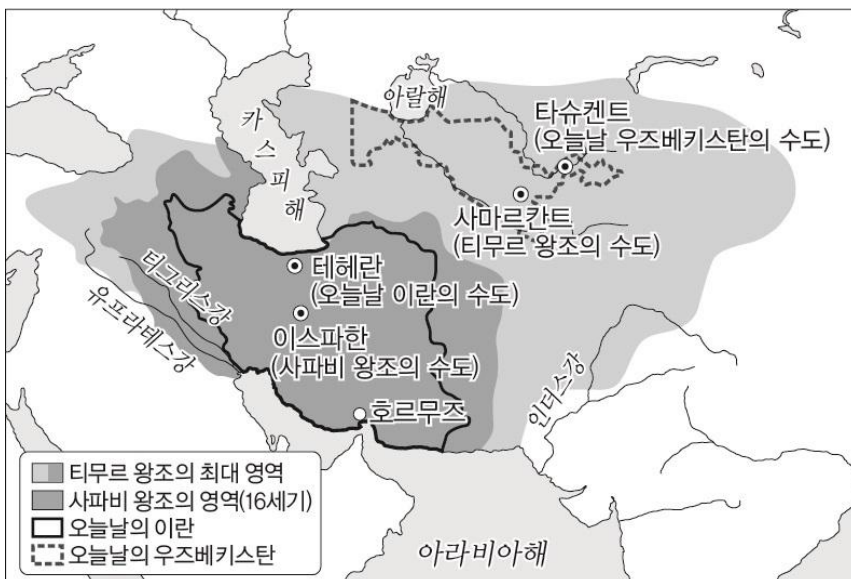 아랄해
카스피해
타슈켄트
(오늘날 우즈베키스탄의 수도)
사마르칸트
(티무르 왕조의 수도)
테헤란
(오늘날 이란의 수도)
티그리스강
유프라테스강
이스파한
(사파비 왕조의 수도)
인더스강
호르무즈
티무르 왕조의 최대 영역
사파비 왕조의 영역(16세기)
오늘날의 이란
오늘날의 우즈베키스탄
아라비아해